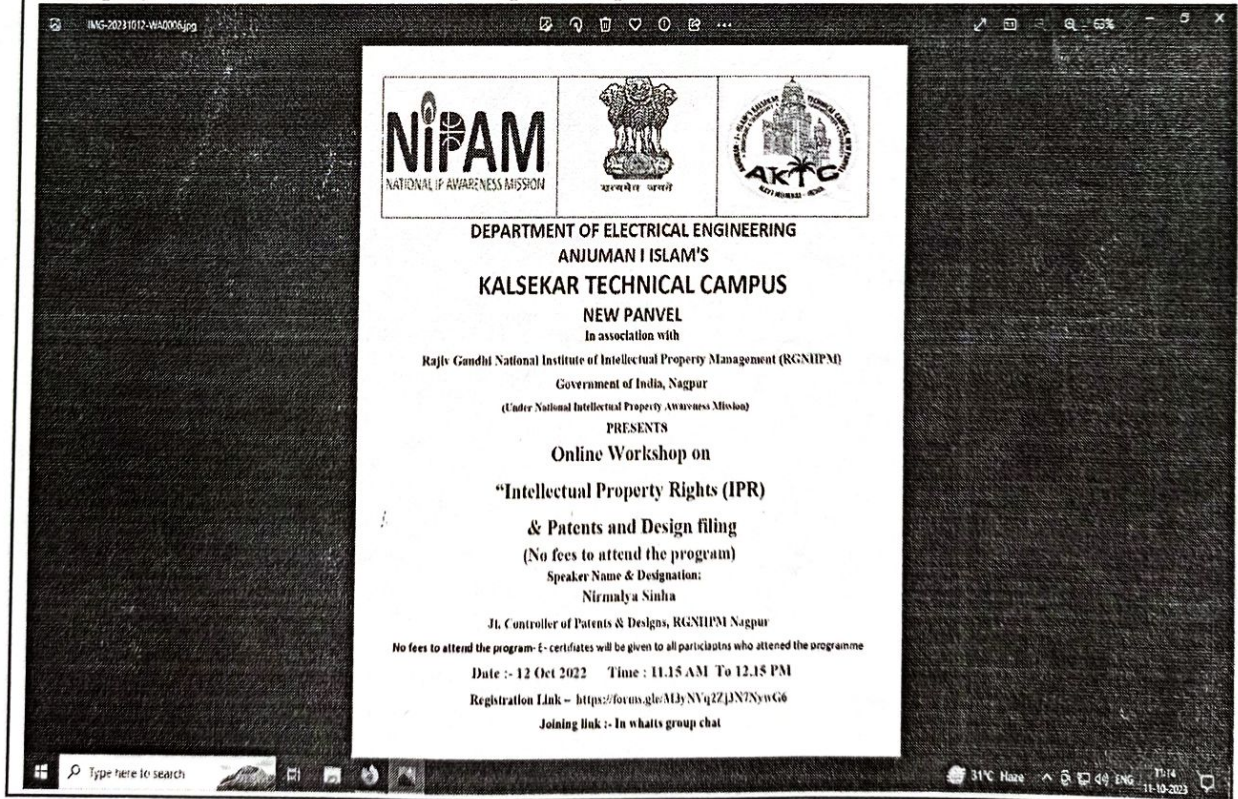 IMG-20231012-WA0006.jpg
63%
NiPAM
NATIONAL IP AWARENESS MISSION
सत्यमेव जयते
AKTC
DEPARTMENT OF ELECTRICAL ENGINEERING
ANJUMAN I ISLAM'S
KALSEKAR TECHNICAL CAMPUS
NEW PANVEL
In association with
Rajiv Gandhi National Institute of Intellectual Property Management (RGNIIPM)
Government of India, Nagpur
(Under National Intellectual Property Awareness Mission)
PRESENTS
Online Workshop on
“Intellectual Property Rights (IPR)
& Patents and Design filing
(No fees to attend the program)
Speaker Name & Designation:
Nirmalya Sinha
Jt. Controller of Patents & Designs, RGNIIPM Nagpur
No fees to attend the program- E- certifiates will be given to all particiaptns who attened the programme
Date :- 12 Oct 2022 Time : 11.15 AM To 12.15 PM
Registration Link –
Joining link :- In whatts group chat
Type here to search
31°C Haze
ENG
11:14
11-10-2023